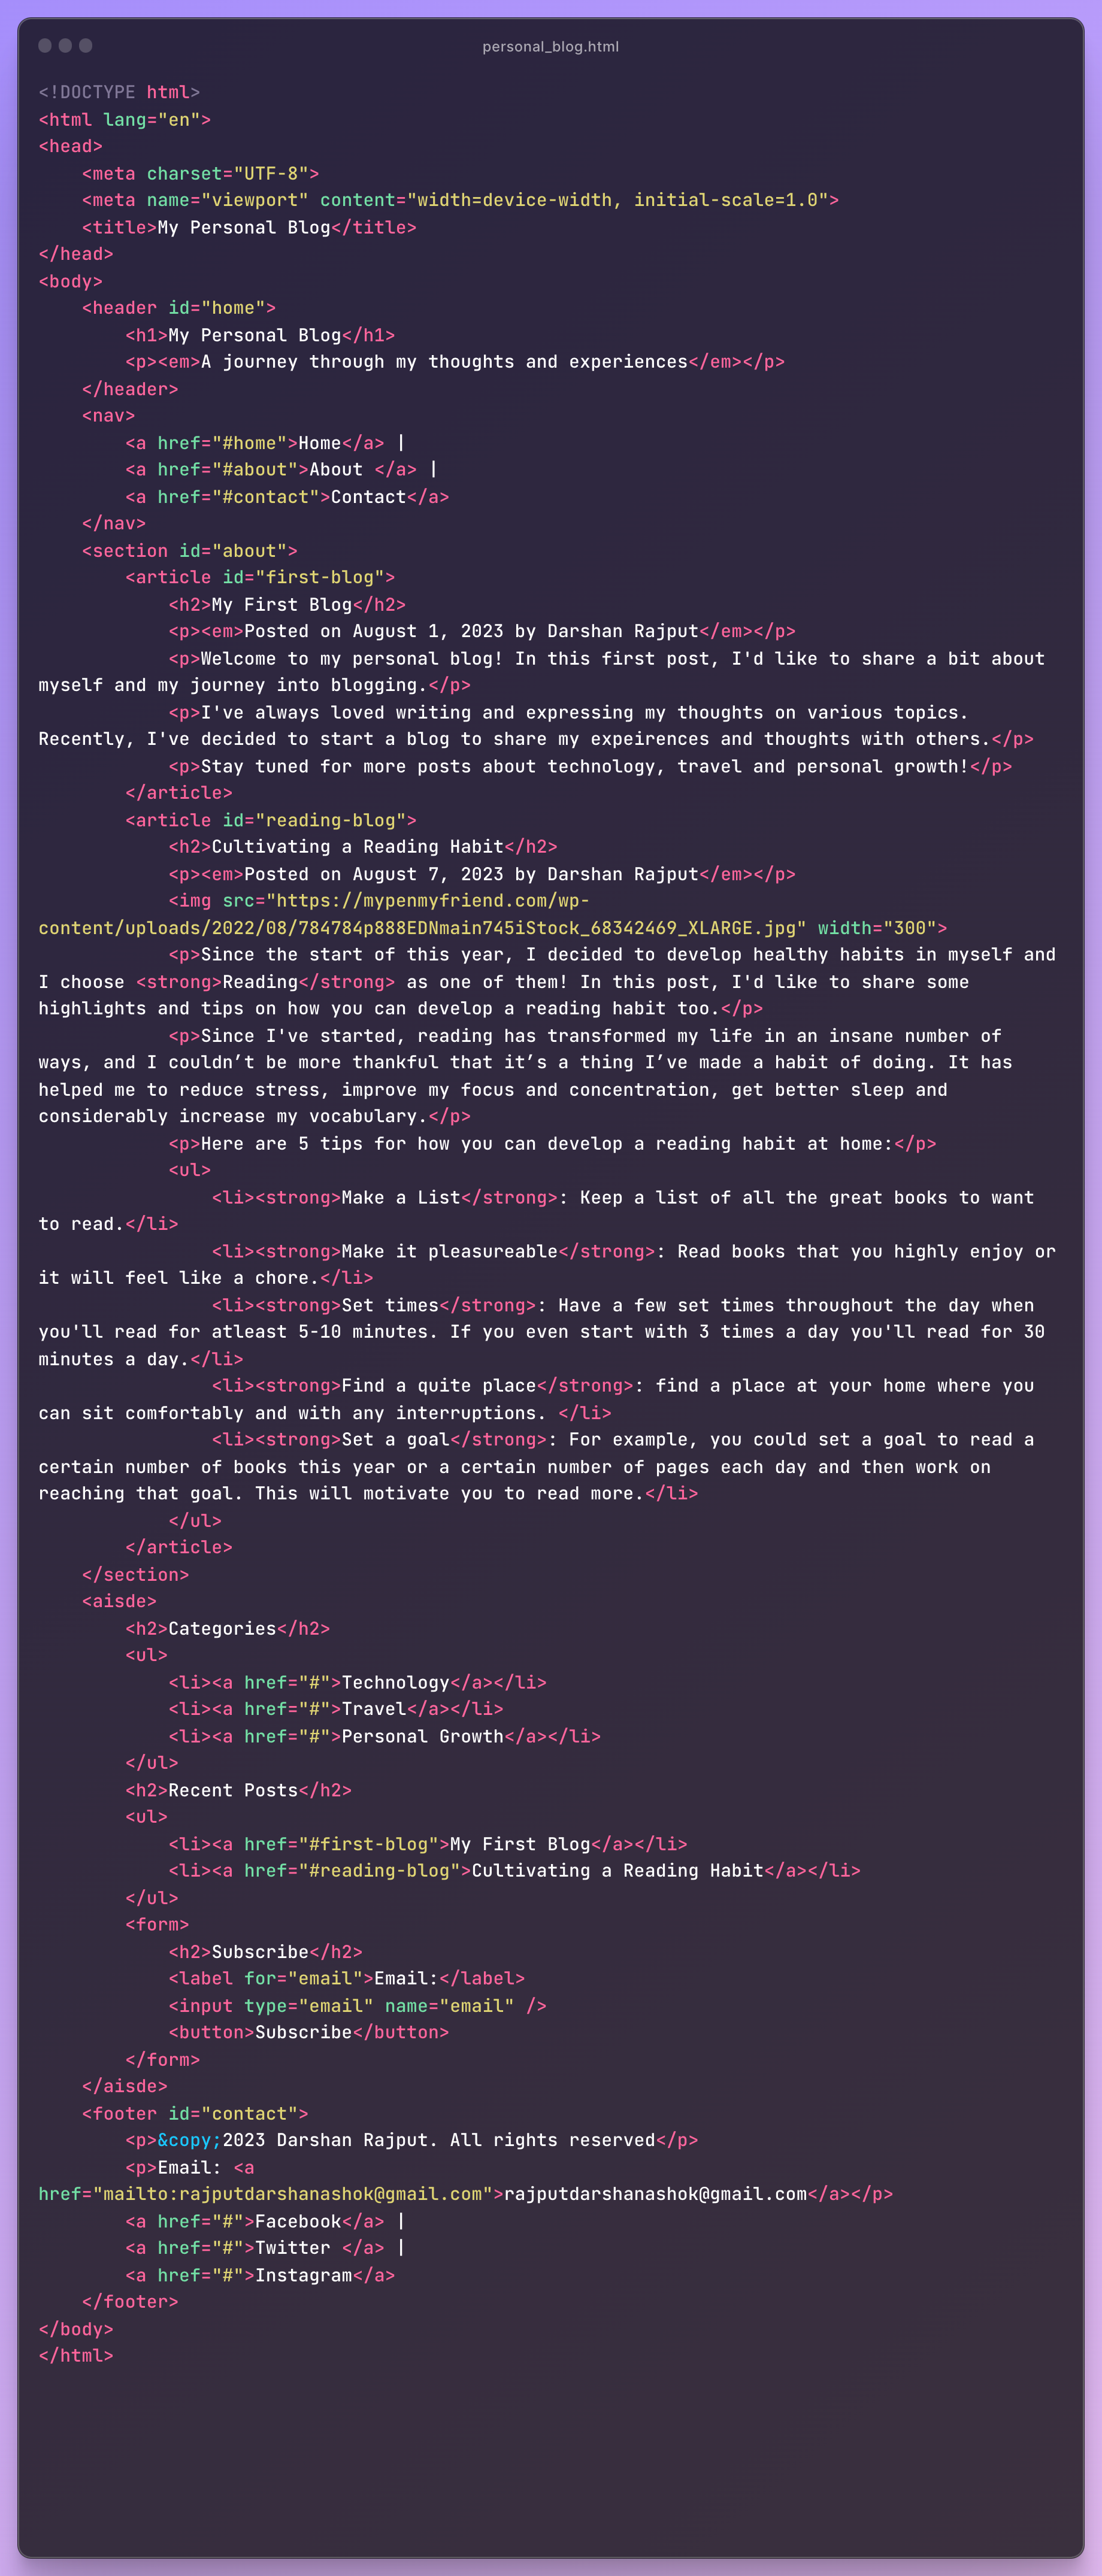 personal_blog.html
<!DOCTYPE html>
<html lang="en">
<head>
    <meta charset="UTF-8">
    <meta name="viewport" content="width=device-width, initial-scale=1.0">
    <title>My Personal Blog</title>
</head>
<body>
    <header id="home">
        <h1>My Personal Blog</h1>
        <p><em>A journey through my thoughts and experiences</em></p>
    </header>
    <nav>
        <a href="#home">Home</a> |
        <a href="#about">About </a> |
        <a href="#contact">Contact</a>
    </nav>
    <section id="about">
        <article id="first-blog">
            <h2>My First Blog</h2>
            <p><em>Posted on August 1, 2023 by Darshan Rajput</em></p>
            <p>Welcome to my personal blog! In this first post, I'd like to share a bit about
myself and my journey into blogging.</p>
            <p>I've always loved writing and expressing my thoughts on various topics.
Recently, I've decided to start a blog to share my expeirences and thoughts with others.</p>
            <p>Stay tuned for more posts about technology, travel and personal growth!</p>
        </article>
        <article id="reading-blog">
            <h2>Cultivating a Reading Habit</h2>
            <p><em>Posted on August 7, 2023 by Darshan Rajput</em></p>
            <img src="https://mypenmyfriend.com/wp-
content/uploads/2022/08/784784p888EDNmain745iStock_68342469_XLARGE.jpg" width="300">
            <p>Since the start of this year, I decided to develop healthy habits in myself and
I choose <strong>Reading</strong> as one of them! In this post, I'd like to share some
highlights and tips on how you can develop a reading habit too.</p>
            <p>Since I've started, reading has transformed my life in an insane number of
ways, and I couldn’t be more thankful that it’s a thing I’ve made a habit of doing. It has
helped me to reduce stress, improve my focus and concentration, get better sleep and
considerably increase my vocabulary.</p>
            <p>Here are 5 tips for how you can develop a reading habit at home:</p>
            <ul>
                <li><strong>Make a List</strong>: Keep a list of all the great books to want
to read.</li>
                <li><strong>Make it pleasureable</strong>: Read books that you highly enjoy or
it will feel like a chore.</li>
                <li><strong>Set times</strong>: Have a few set times throughout the day when
you'll read for atleast 5-10 minutes. If you even start with 3 times a day you'll read for 30
minutes a day.</li>
                <li><strong>Find a quite place</strong>: find a place at your home where you
can sit comfortably and with any interruptions. </li>
                <li><strong>Set a goal</strong>: For example, you could set a goal to read a
certain number of books this year or a certain number of pages each day and then work on
reaching that goal. This will motivate you to read more.</li>
            </ul>
        </article>
    </section>
    <aisde>
        <h2>Categories</h2>
        <ul>
            <li><a href="#">Technology</a></li>
            <li><a href="#">Travel</a></li>
            <li><a href="#">Personal Growth</a></li>
        </ul>
        <h2>Recent Posts</h2>
        <ul>
            <li><a href="#first-blog">My First Blog</a></li>
            <li><a href="#reading-blog">Cultivating a Reading Habit</a></li>
        </ul>
        <form>
            <h2>Subscribe</h2>
            <label for="email">Email:</label>
            <input type="email" name="email" />
            <button>Subscribe</button>
        </form>
    </aisde>
    <footer id="contact">
        <p>&copy;2023 Darshan Rajput. All rights reserved</p>
        <p>Email: <a
href="mailto:rajputdarshanashok@gmail.com">rajputdarshanashok@gmail.com</a></p>
        <a href="#">Facebook</a> |
        <a href="#">Twitter </a> |
        <a href="#">Instagram</a>
    </footer>
</body>
</html>